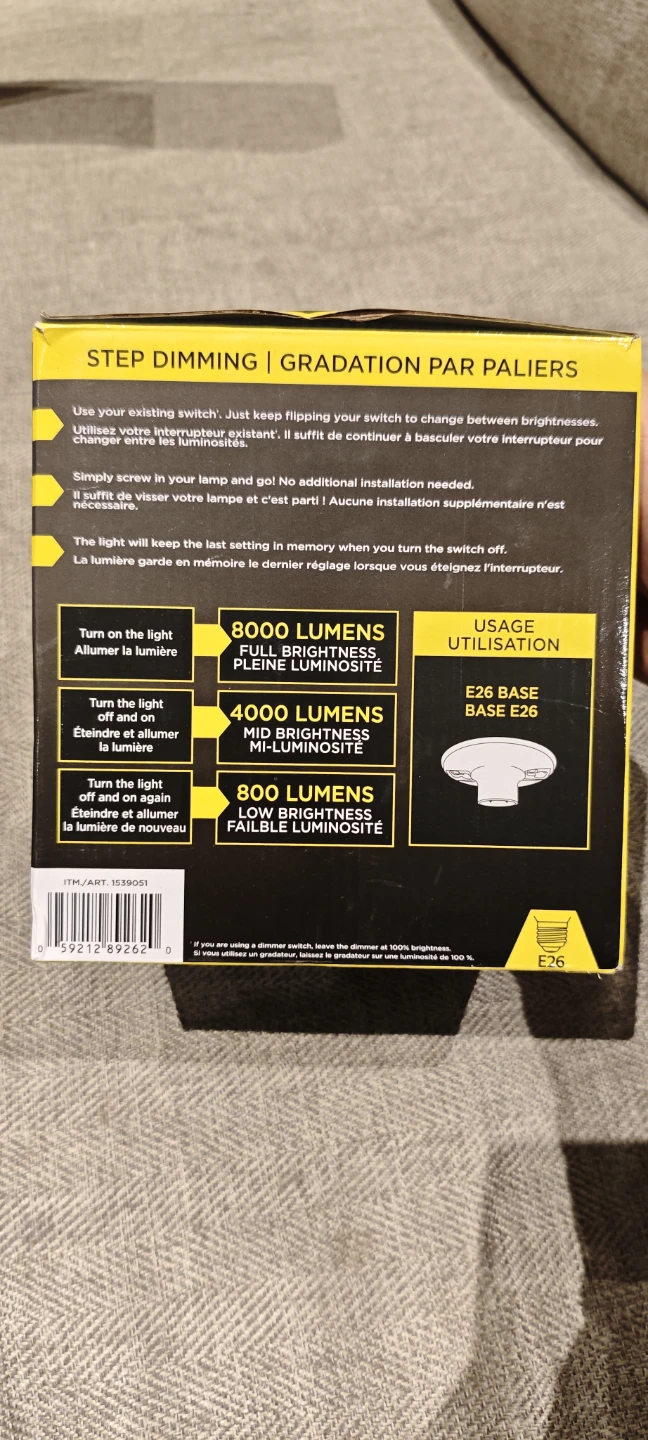 STEP DIMMING | GRADATION PAR PALIERS
Use your existing switch¹. Just keep flipping your switch to change between brightnesses.
Utilisez votre interrupteur existant¹. Il suffit de continuer à basculer votre interrupteur pour
changer entre les luminosités.
Simply screw in your lamp and go! No additional installation needed.
Il suffit de visser votre lampe et c'est parti ! Aucune installation supplémentaire n'est
nécessaire.
The light will keep the last setting in memory when you turn the switch off.
La lumière garde en mémoire le dernier réglage lorsque vous éteignez l'interrupteur.
Turn on the light
Allumer la lumière
8000 LUMENS
FULL BRIGHTNESS
PLEINE LUMINOSITÉ
Turn the light
off and on
Éteindre et allumer
la lumière
4000 LUMENS
MID BRIGHTNESS
MI-LUMINOSITÉ
Turn the light
off and on again
Éteindre et allumer
la lumière de nouveau
800 LUMENS
LOW BRIGHTNESS
FAILBLE LUMINOSITÉ
USAGE
UTILISATION
E26 BASE
BASE E26
ITM./ART. 1539051
0 59212 89262 0
¹ If you are using a dimmer switch, leave the dimmer at 100% brightness.
Si vous utilisez un gradateur, laissez le gradateur sur une luminosité de 100 %.
E26